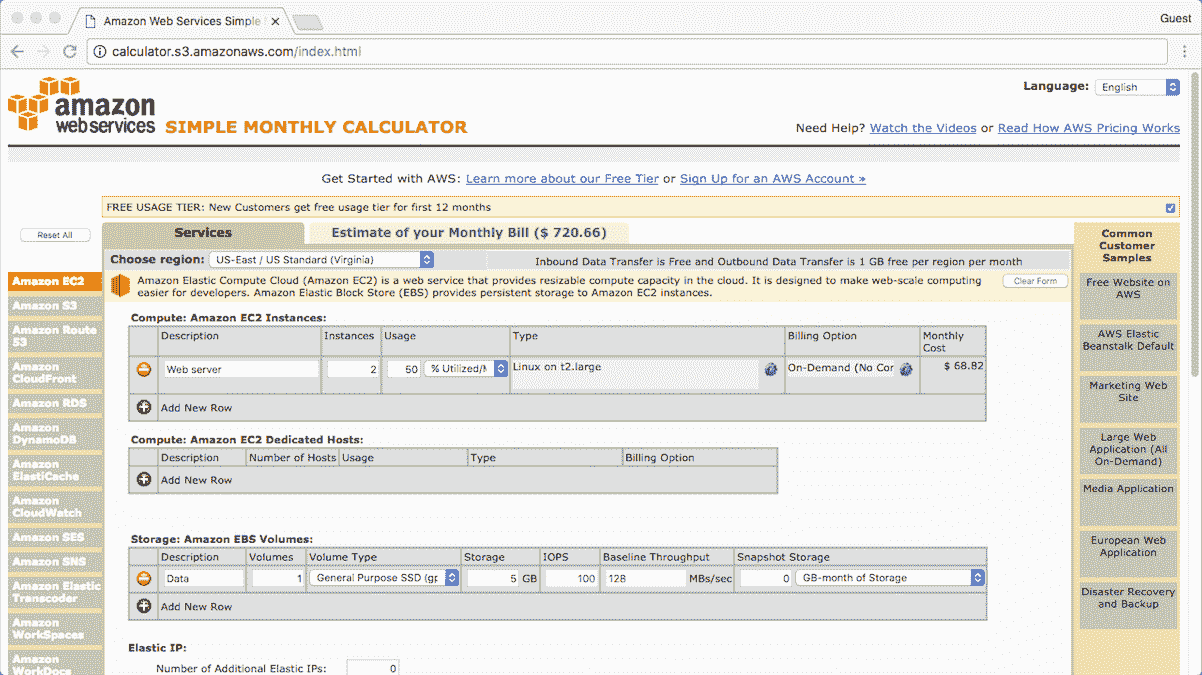 Amazon Web Services Simple
Guest
calculator.s3.amazonaws.com/index.html
amazon
webservices
SIMPLE MONTHLY CALCULATOR
Language: English
Need Help? Watch the Videos or Read How AWS Pricing Works
Get Started with AWS: Learn more about our Free Tier or Sign Up for an AWS Account »
FREE USAGE TIER: New Customers get free usage tier for first 12 months
Reset All
Services
Estimate of your Monthly Bill ($ 720.66)
Choose region: US-East / US Standard (Virginia)
Inbound Data Transfer is Free and Outbound Data Transfer is 1 GB free per region per month
Amazon Elastic Compute Cloud (Amazon EC2) is a web service that provides resizable compute capacity in the cloud. It is designed to make web-scale computing
easier for developers. Amazon Elastic Block Store (EBS) provides persistent storage to Amazon EC2 instances.
Clear Form
Compute: Amazon EC2 Instances:
Description Instances Usage Type Billing Option Monthly
Cost
Web server 2 50 % Utilized/M Linux on t2.large On-Demand (No Cor $ 68.82
Add New Row
Compute: Amazon EC2 Dedicated Hosts:
Description Number of Hosts Usage Type Billing Option
Add New Row
Storage: Amazon EBS Volumes:
Description Volumes Volume Type Storage IOPS Baseline Throughput Snapshot Storage
Data 1 General Purpose SSD (gp 5 GB 100 128 MBs/sec 0 GB-month of Storage
Add New Row
Elastic IP:
Number of Additional Elastic IPs: 0
Amazon EC2
Amazon S3
Amazon Route
53
Amazon
CloudFront
Amazon RDS
Amazon
DynamoDB
Amazon
ElastiCache
Amazon
CloudWatch
Amazon SES
Amazon SNS
Amazon Elastic
Transcoder
Amazon
WorkSpaces
Amazon
WorkDocs
Common
Customer
Samples
Free Website on
AWS
AWS Elastic
Beanstalk Default
Marketing Web
Site
Large Web
Application (All
On-Demand)
Media Application
European Web
Application
Disaster Recovery
and Backup